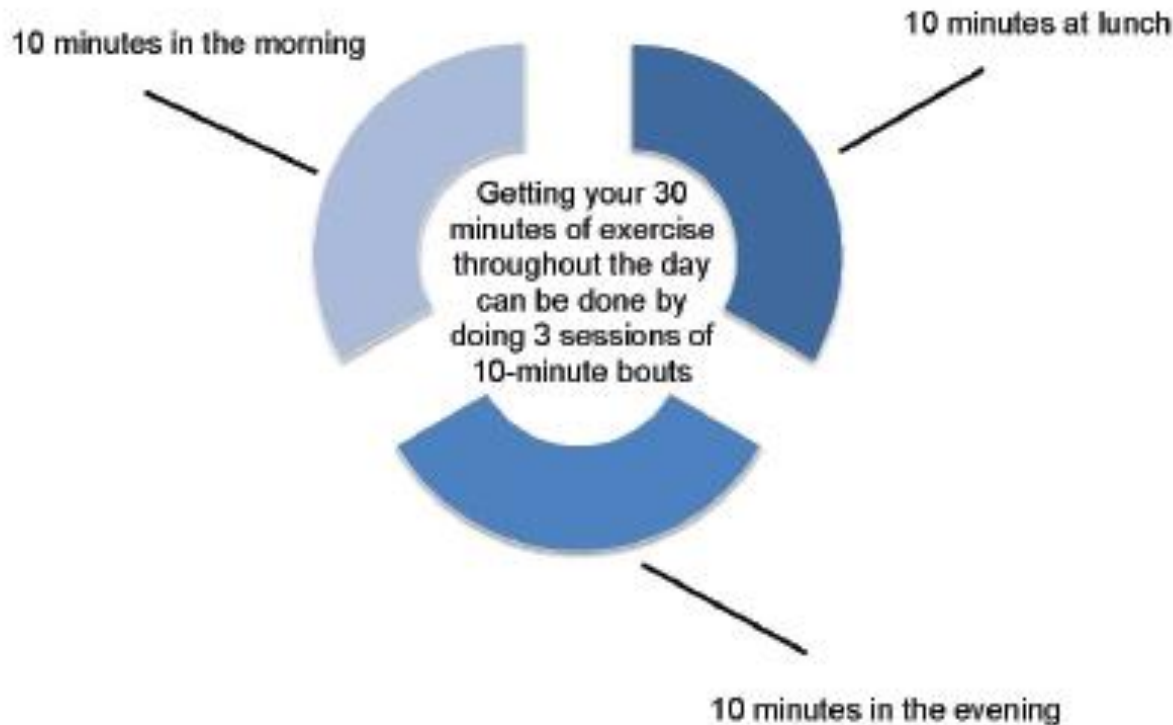 10 minutes in the morning
10 minutes at lunch
Getting your 30
minutes of exercise
throughout the day
can be done by
doing 3 sessions of
10-minute bouts
10 minutes in the evening